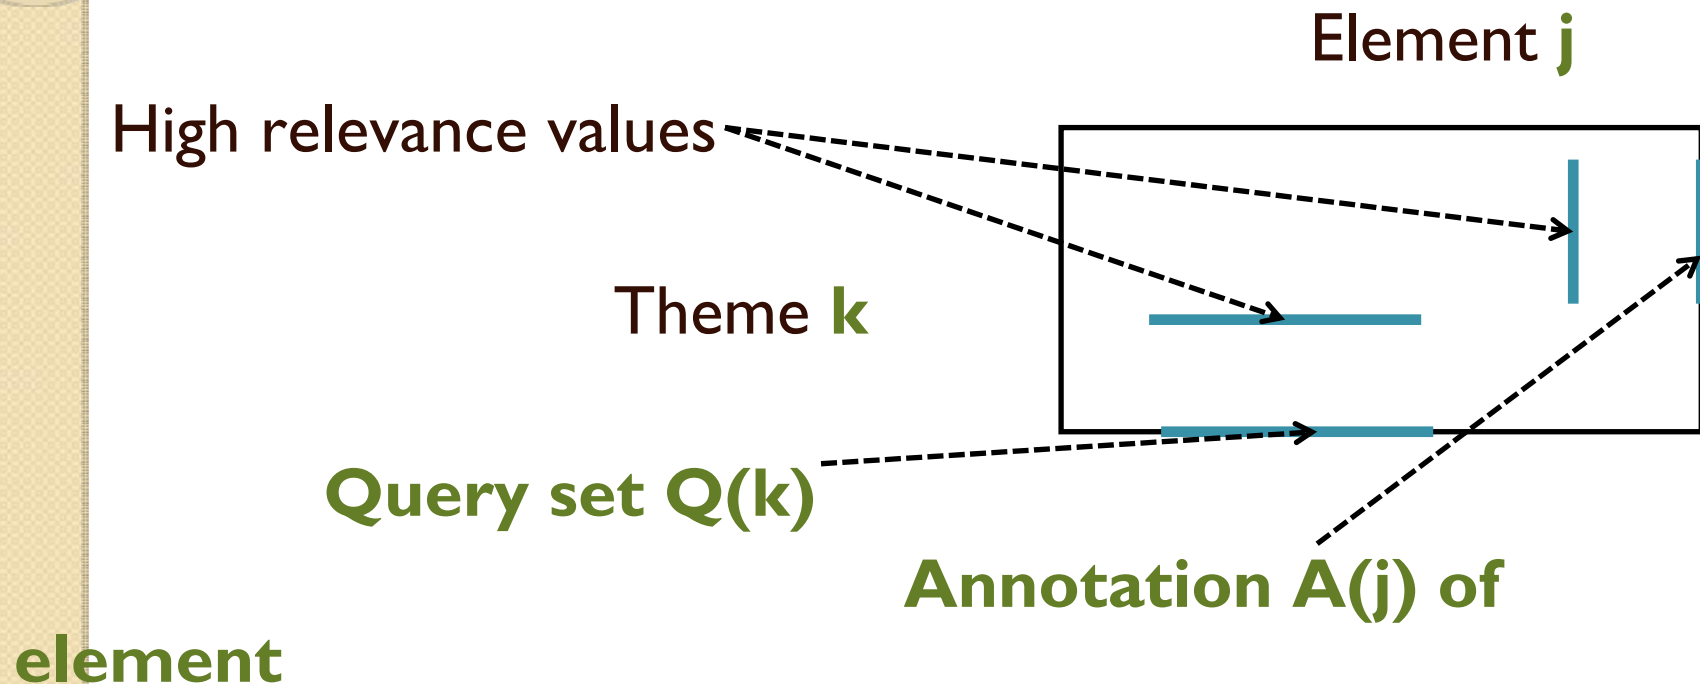 Element j
High relevance values
Theme k
Query set Q(k)
Annotation A(j) of
element